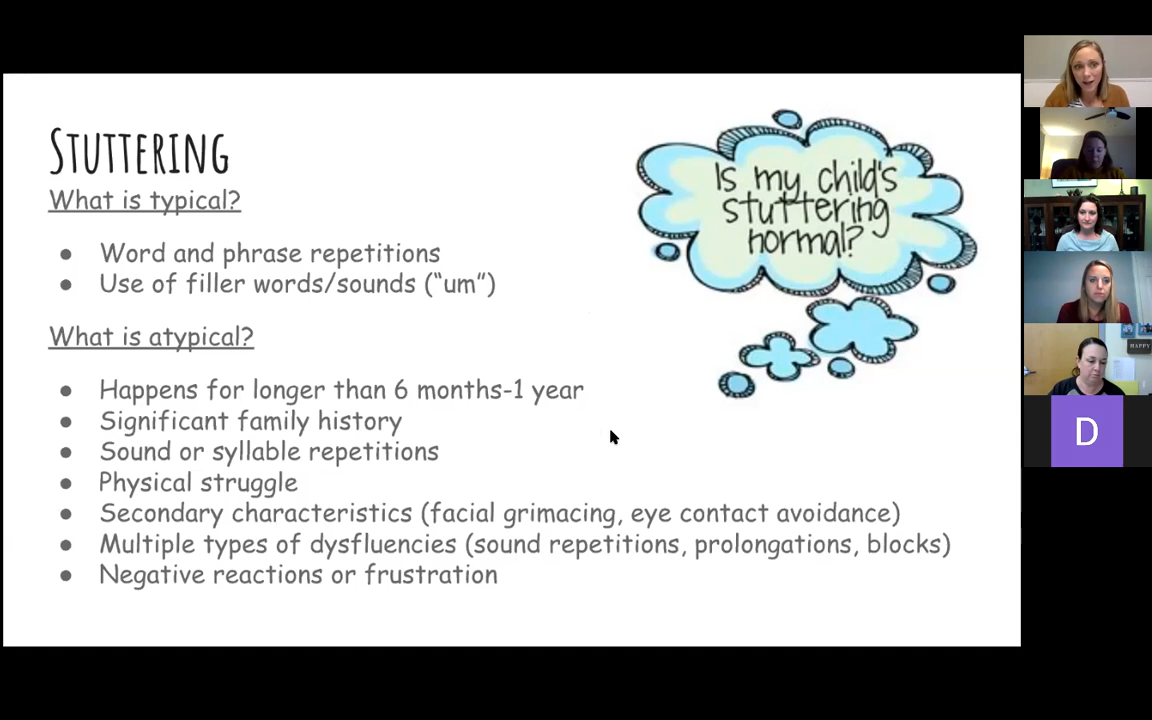 STUTTERING
What is typical?
● Word and phrase repetitions
● Use of filler words/sounds (“um”)
What is atypical?
● Happens for longer than 6 months-1 year
● Significant family history
● Sound or syllable repetitions
● Physical struggle
● Secondary characteristics (facial grimacing, eye contact avoidance)
● Multiple types of dysfluencies (sound repetitions, prolongations, blocks)
● Negative reactions or frustration
Is my child's
stuttering
normal?
HAPPY
D